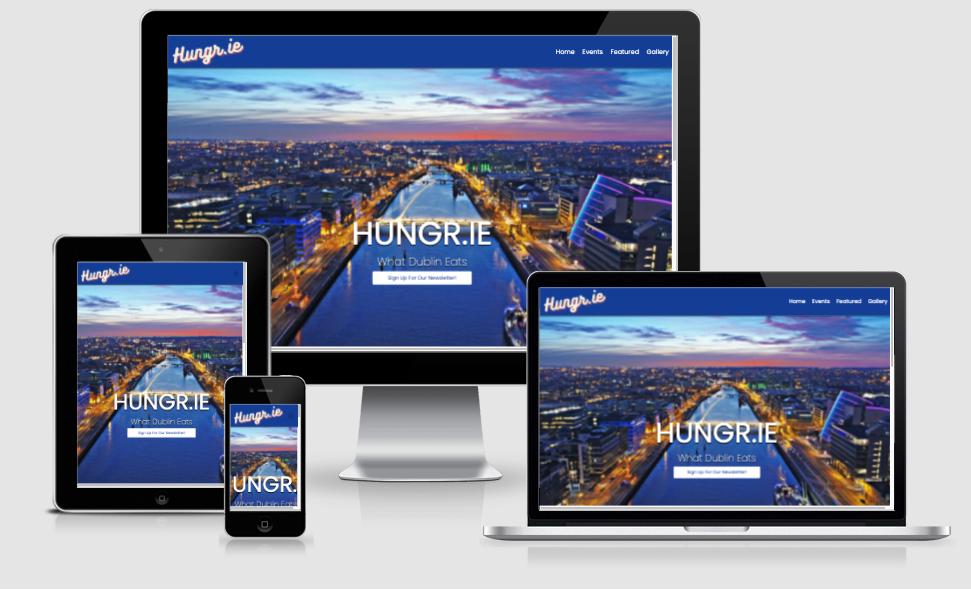 Hungr.ie
Home Events Featured Gallery
HUNGR.IE
What Dublin Eats
Sign Up For Our Newsletter!
Hungr.ie
HUNGR.IE
What Dublin Eats
Sign Up For Our Newsletter!
Hungr.ie
UNGR.
What Dublin Eats
Hungr.ie
Home Events Featured Gallery
HUNGR.IE
What Dublin Eats
Sign Up For Our Newsletter!